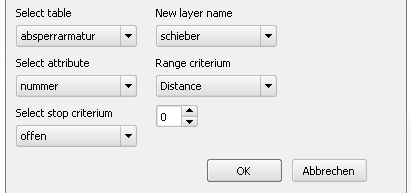 Select table New layer name
absperrarmatur schieber
Select attribute Range criterium
nummer Distance
Select stop criterium
offen 0
OK Abbrechen